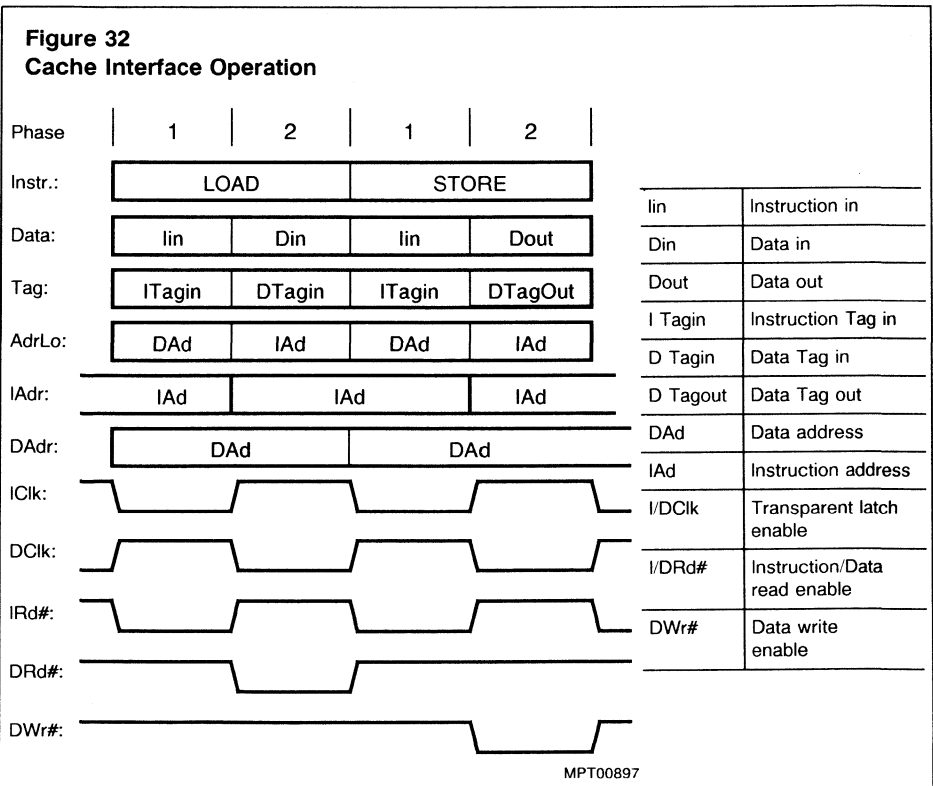 Figure 32
Cache Interface Operation
Phase 1 2 1 2
Instr.: LOAD STORE
Data: Iin Din Iin Dout
Tag: ITagin DTagin ITagin DTagOut
AdrLo: DAd IAd DAd IAd
IAdr: IAd IAd IAd
DAdr: DAd DAd
IClk:
DClk:
IRd#:
DRd#:
DWr#:
Iin Instruction in
Din Data in
Dout Data out
I Tagin Instruction Tag in
D Tagin Data Tag in
D Tagout Data Tag out
DAd Data address
IAd Instruction address
I/DClk Transparent latch
enable
I/DRd# Instruction/Data
read enable
DWr# Data write
enable
MPT00897